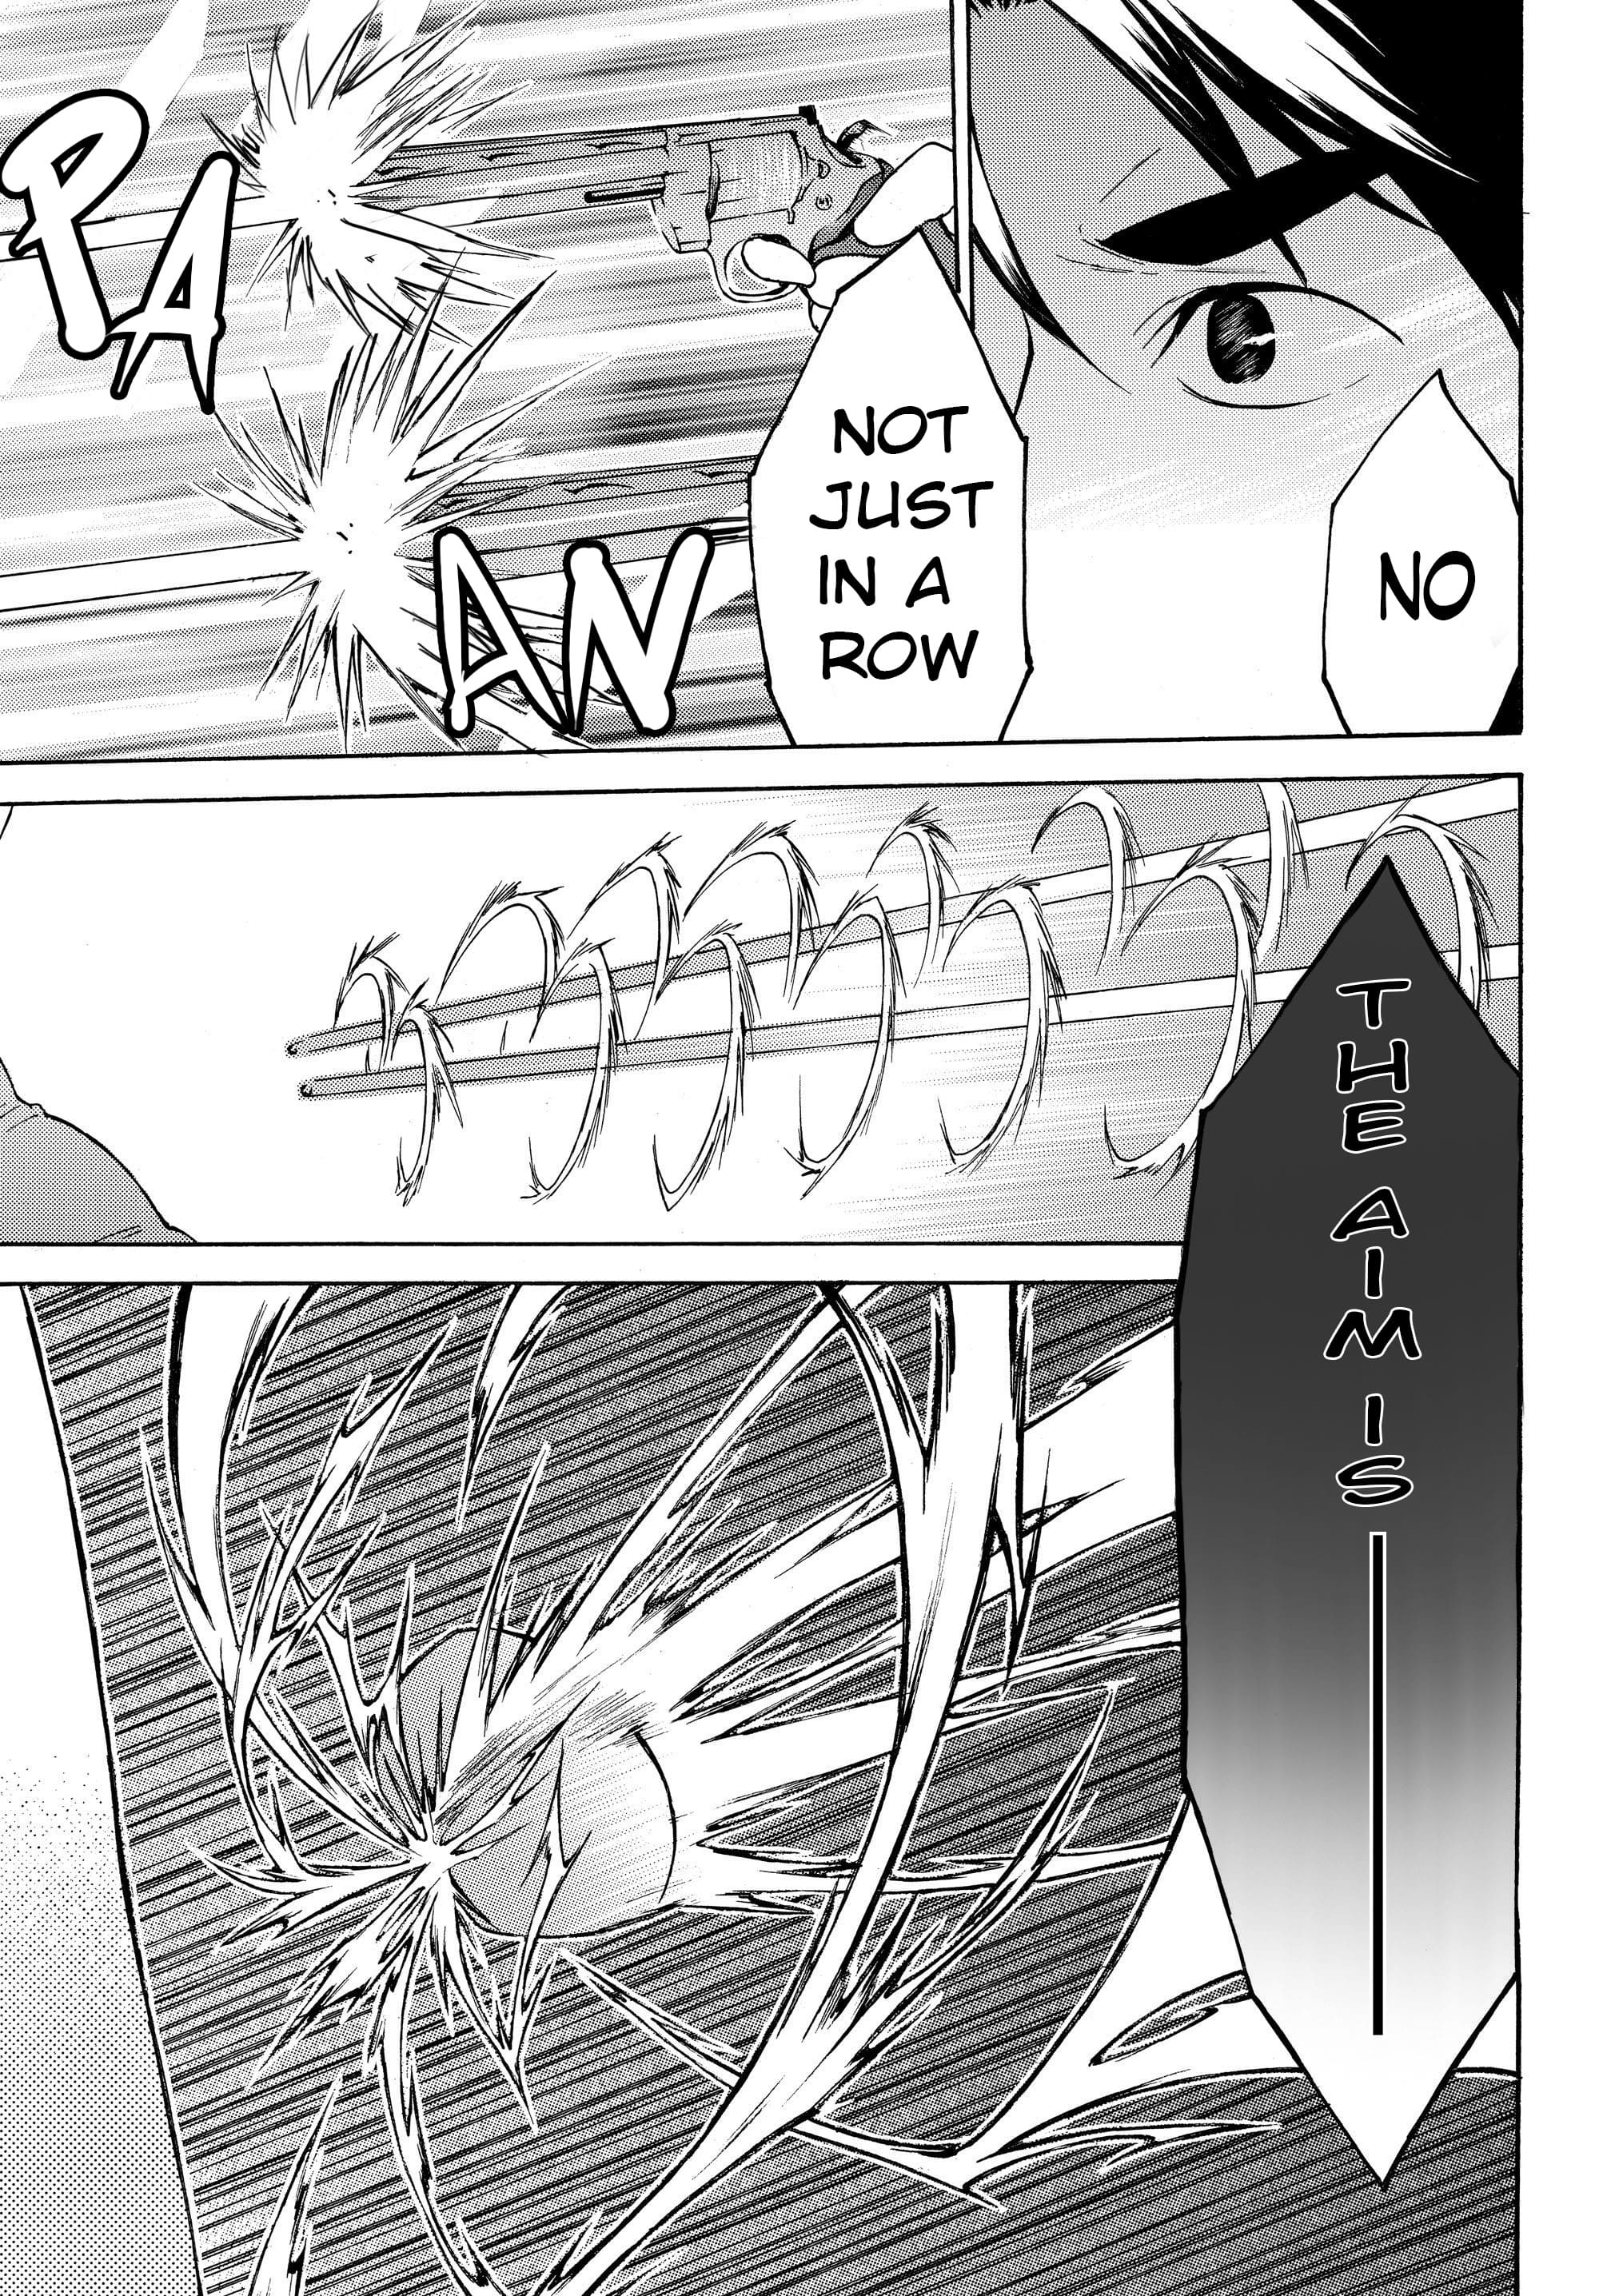 NO
NOT
JUST
IN A
ROW
PA
AN
THE AIM IS